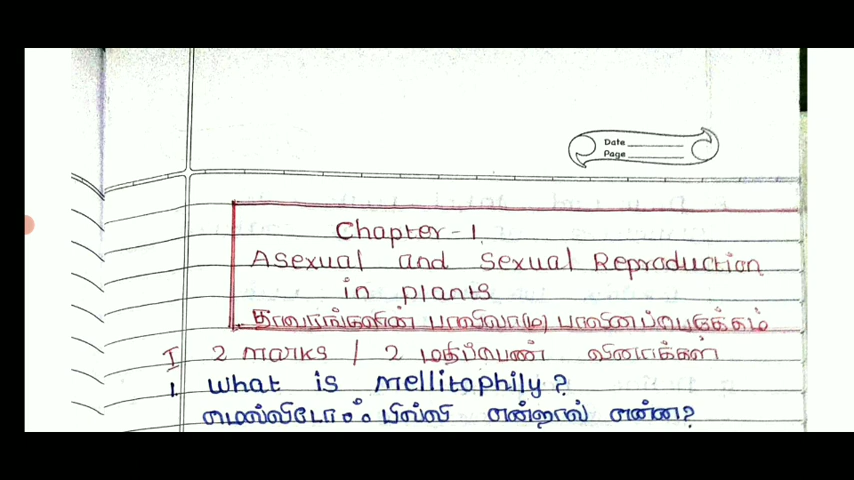 Date
Page
Chapter - 1
Asexual and Sexual Reproduction
in plants
தாவரங்களின் பாலிலா(ம) பாலினப்பெருக்கம்
I 2 marks / 2 மதிப்பெண் வினாக்கள்
1. What is mellitophily?
மெல்லிடோஃபில்லி என்றால் என்ன?